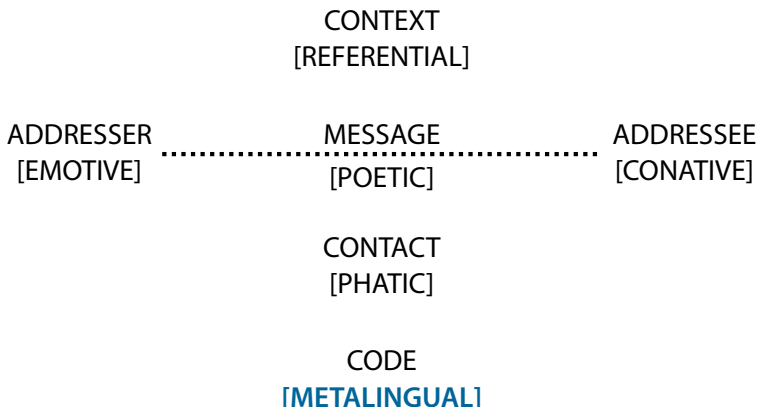 CONTEXT
[REFERENTIAL]
ADDRESSER MESSAGE ADDRESSEE
[EMOTIVE] [POETIC] [CONATIVE]
CONTACT
[PHATIC]
CODE
[METALINGUAL]